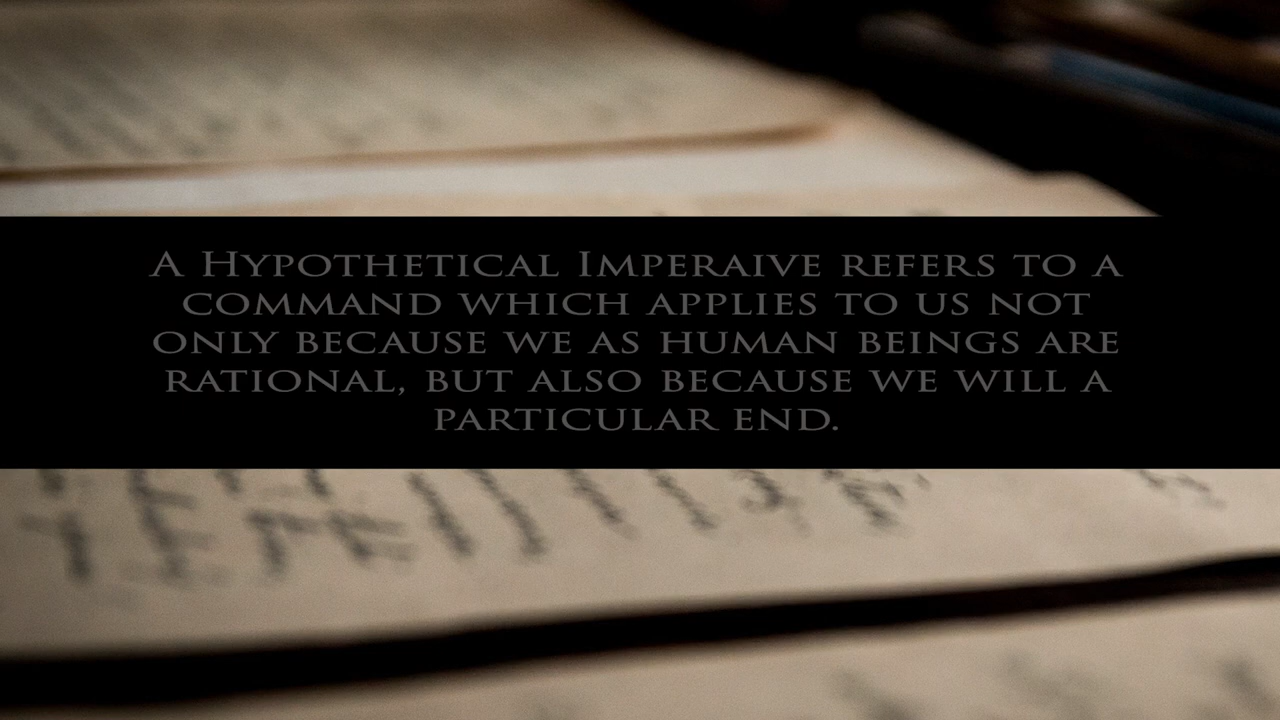 A Hypothetical Imperaive refers to a
command which applies to us not
only because we as human beings are
rational, but also because we will a
particular end.